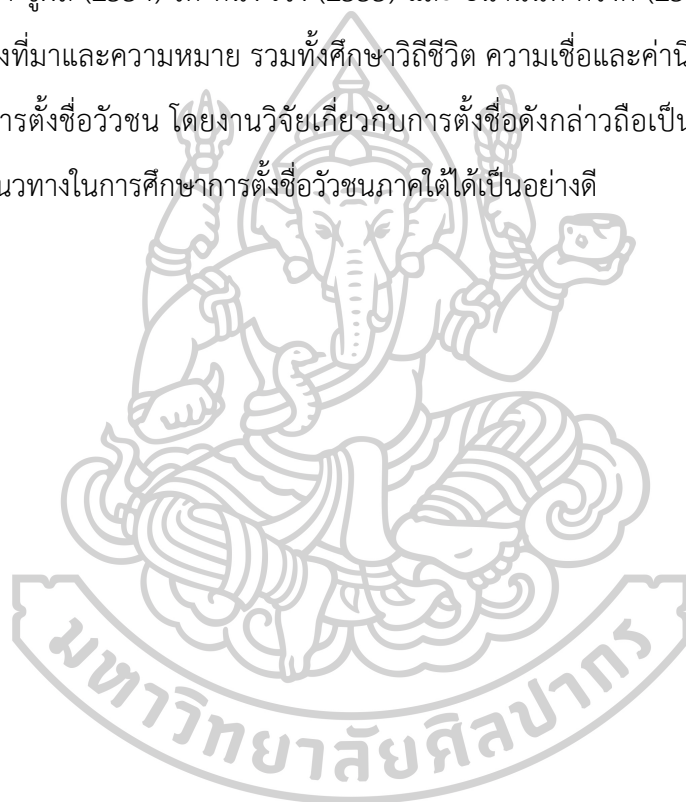 และ
งที่มาและความหมาย รวมทั้งศึกษาวิถีชีวิต ความเชื่อและค่านิ
ารตั้งชื่อวัวชน โดยงานวิจัยเกี่ยวกับการตั้งชื่อดังกล่าวถือเป็น
นวทางในการศึกษาการตั้งชื่อวัวชนภาคใต้ได้เป็นอย่างดี
มหาวิทยาลัยศิลปากร